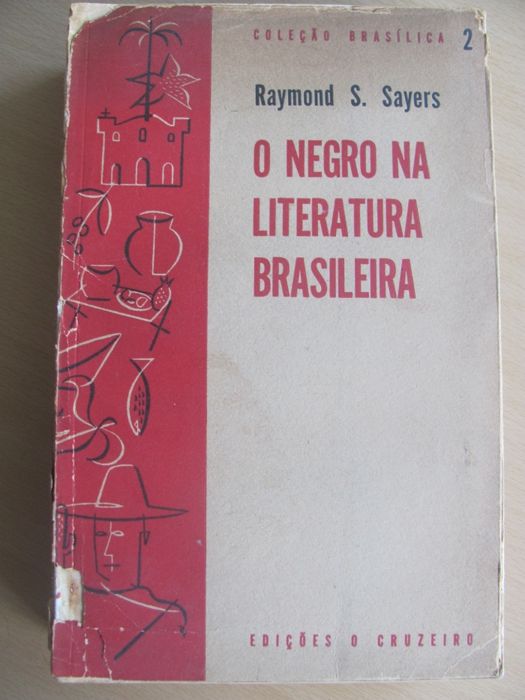 COLEÇÃO BRASÍLICA 2
Raymond S. Sayers
O NEGRO NA
LITERATURA
BRASILEIRA
EDIÇÕES O CRUZEIRO